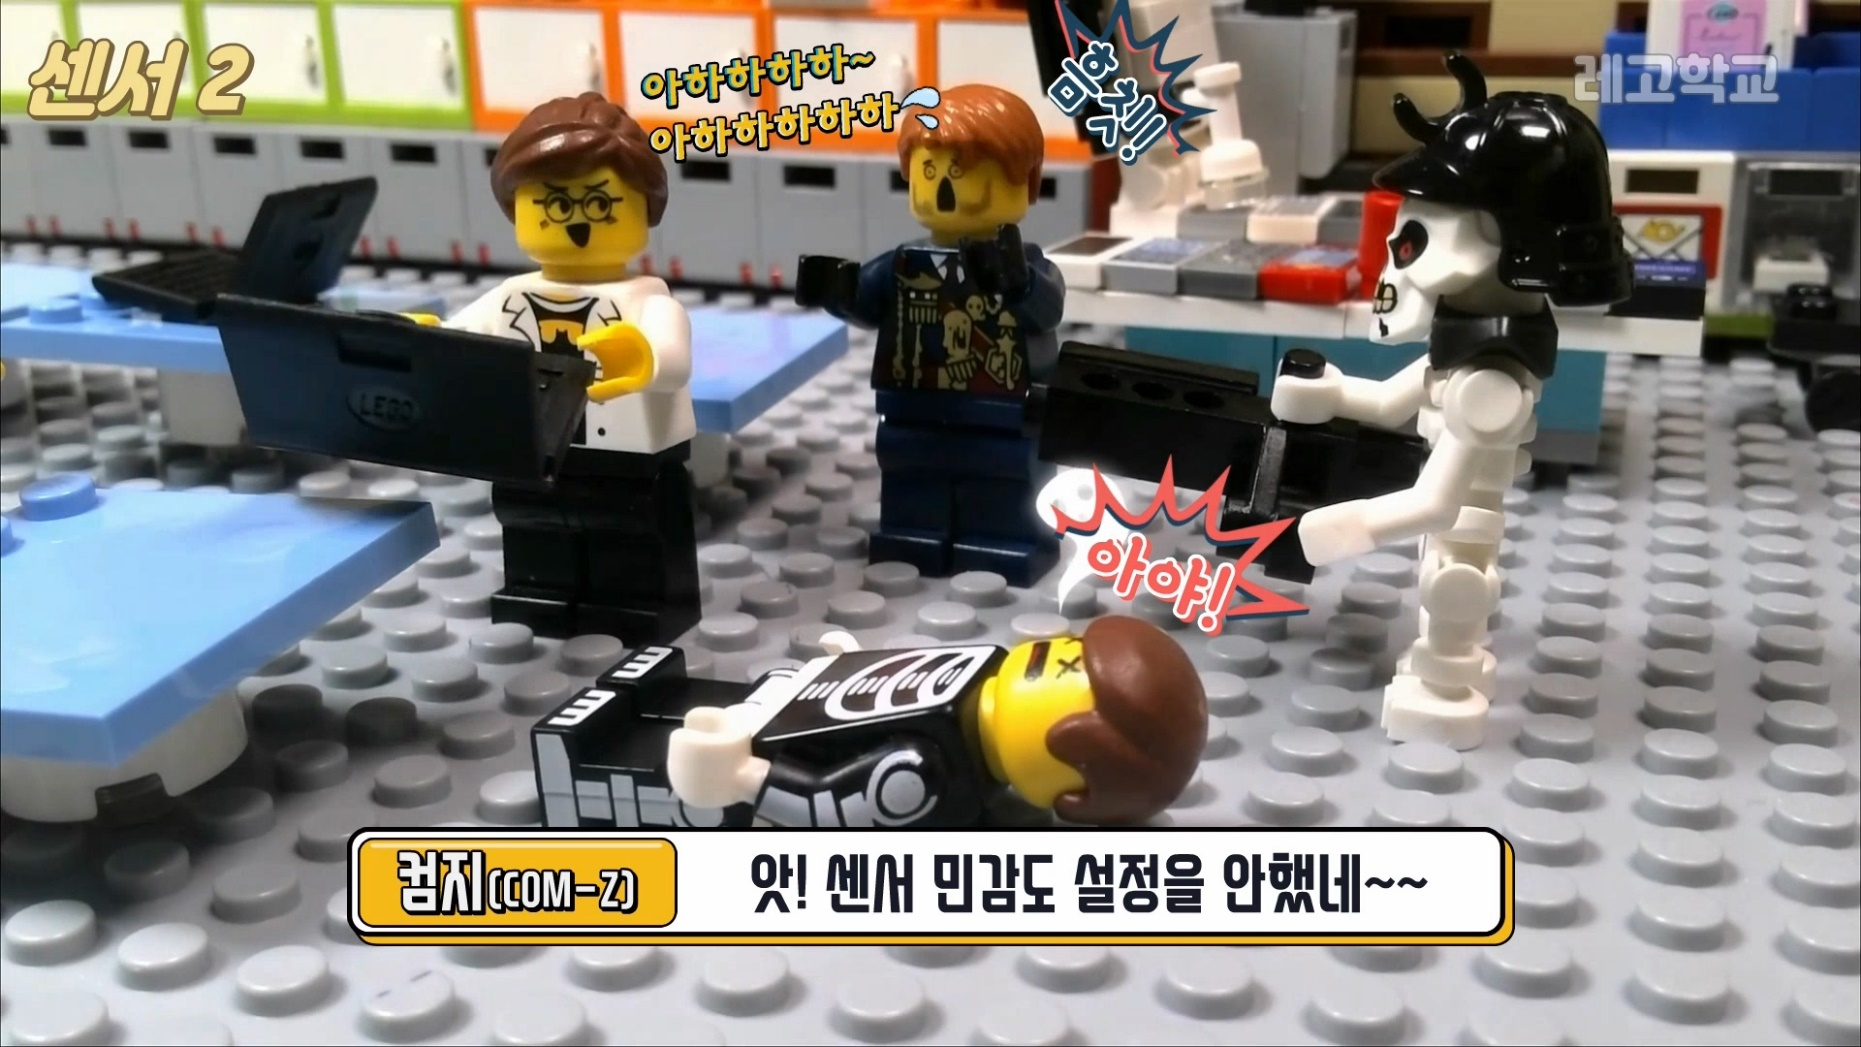 센서 2
아하하하하~
아하하하하하
흠칫!!
레고학교
LEGO
아야!
컴지(COM-Z)
앗! 센서 민감도 설정을 안했네~~